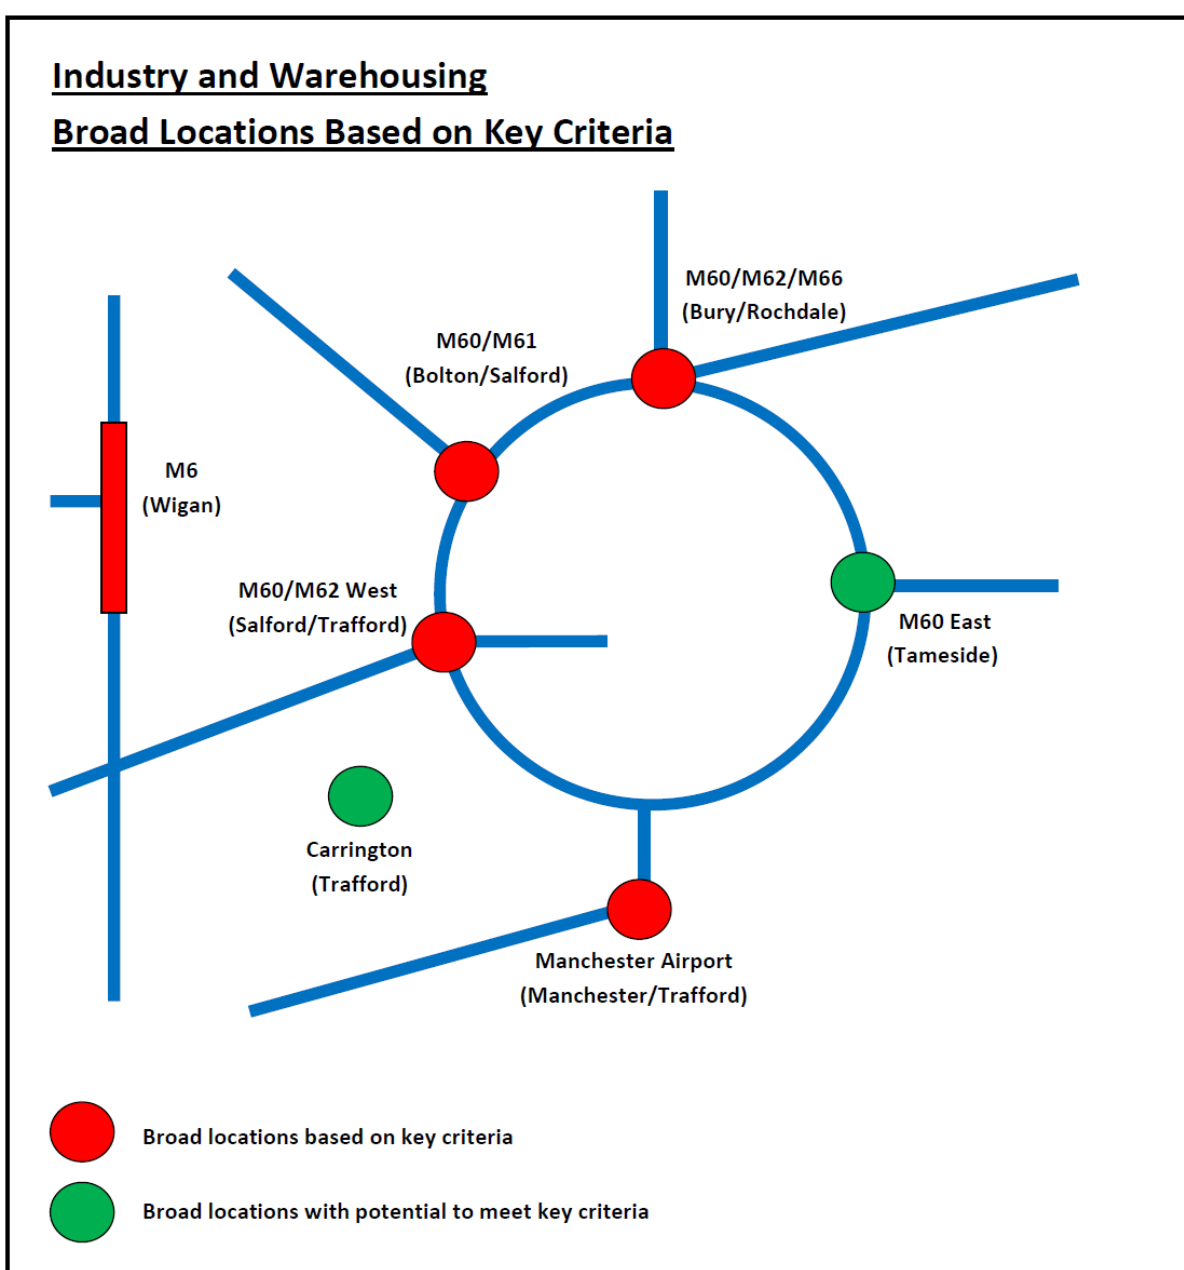 Industry and Warehousing
Broad Locations Based on Key Criteria
M60/M62/M66
(Bury/Rochdale)
M60/M61
(Bolton/Salford)
M6
(Wigan)
M60/M62 West
(Salford/Trafford)
M60 East
(Tameside)
Carrington
(Trafford)
Manchester Airport
(Manchester/Trafford)
Broad locations based on key criteria
Broad locations with potential to meet key criteria